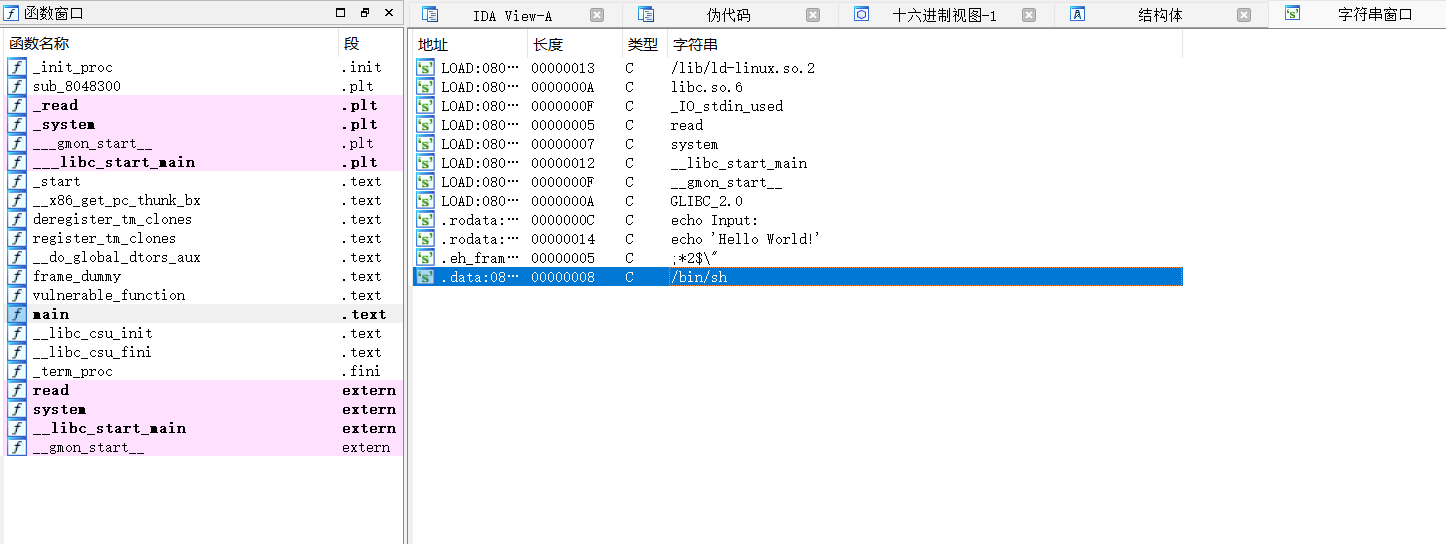 函数窗口
函数名称 段
_init_proc .init
sub_8048300 .plt
_read .plt
_system .plt
___gmon_start__ .plt
___libc_start_main .plt
_start .text
__x86_get_pc_thunk_bx .text
deregister_tm_clones .text
register_tm_clones .text
__do_global_dtors_aux .text
frame_dummy .text
vulnerable_function .text
main .text
__libc_csu_init .text
__libc_csu_fini .text
_term_proc .fini
read extern
system extern
__libc_start_main extern
__gmon_start__ extern
IDA View-A 伪代码 十六进制视图-1 结构体 字符串窗口
地址 长度 类型 字符串
LOAD:080… 00000013 C /lib/ld-linux.so.2
LOAD:080… 0000000A C libc.so.6
LOAD:080… 0000000F C _IO_stdin_used
LOAD:080… 00000005 C read
LOAD:080… 00000007 C system
LOAD:080… 00000012 C __libc_start_main
LOAD:080… 0000000F C __gmon_start__
LOAD:080… 0000000A C GLIBC_2.0
.rodata:… 0000000C C echo Input:
.rodata:… 00000014 C echo 'Hello World!'
.eh_fram… 00000005 C ;*2$\"
.data:08… 00000008 C /bin/sh